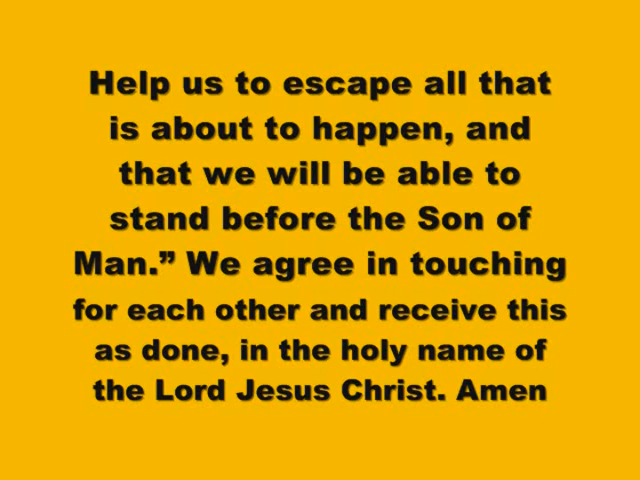 Help us to escape all that
is about to happen, and
that we will be able to
stand before the Son of
Man.” We agree in touching
for each other and receive this
as done, in the holy name of
the Lord Jesus Christ. Amen